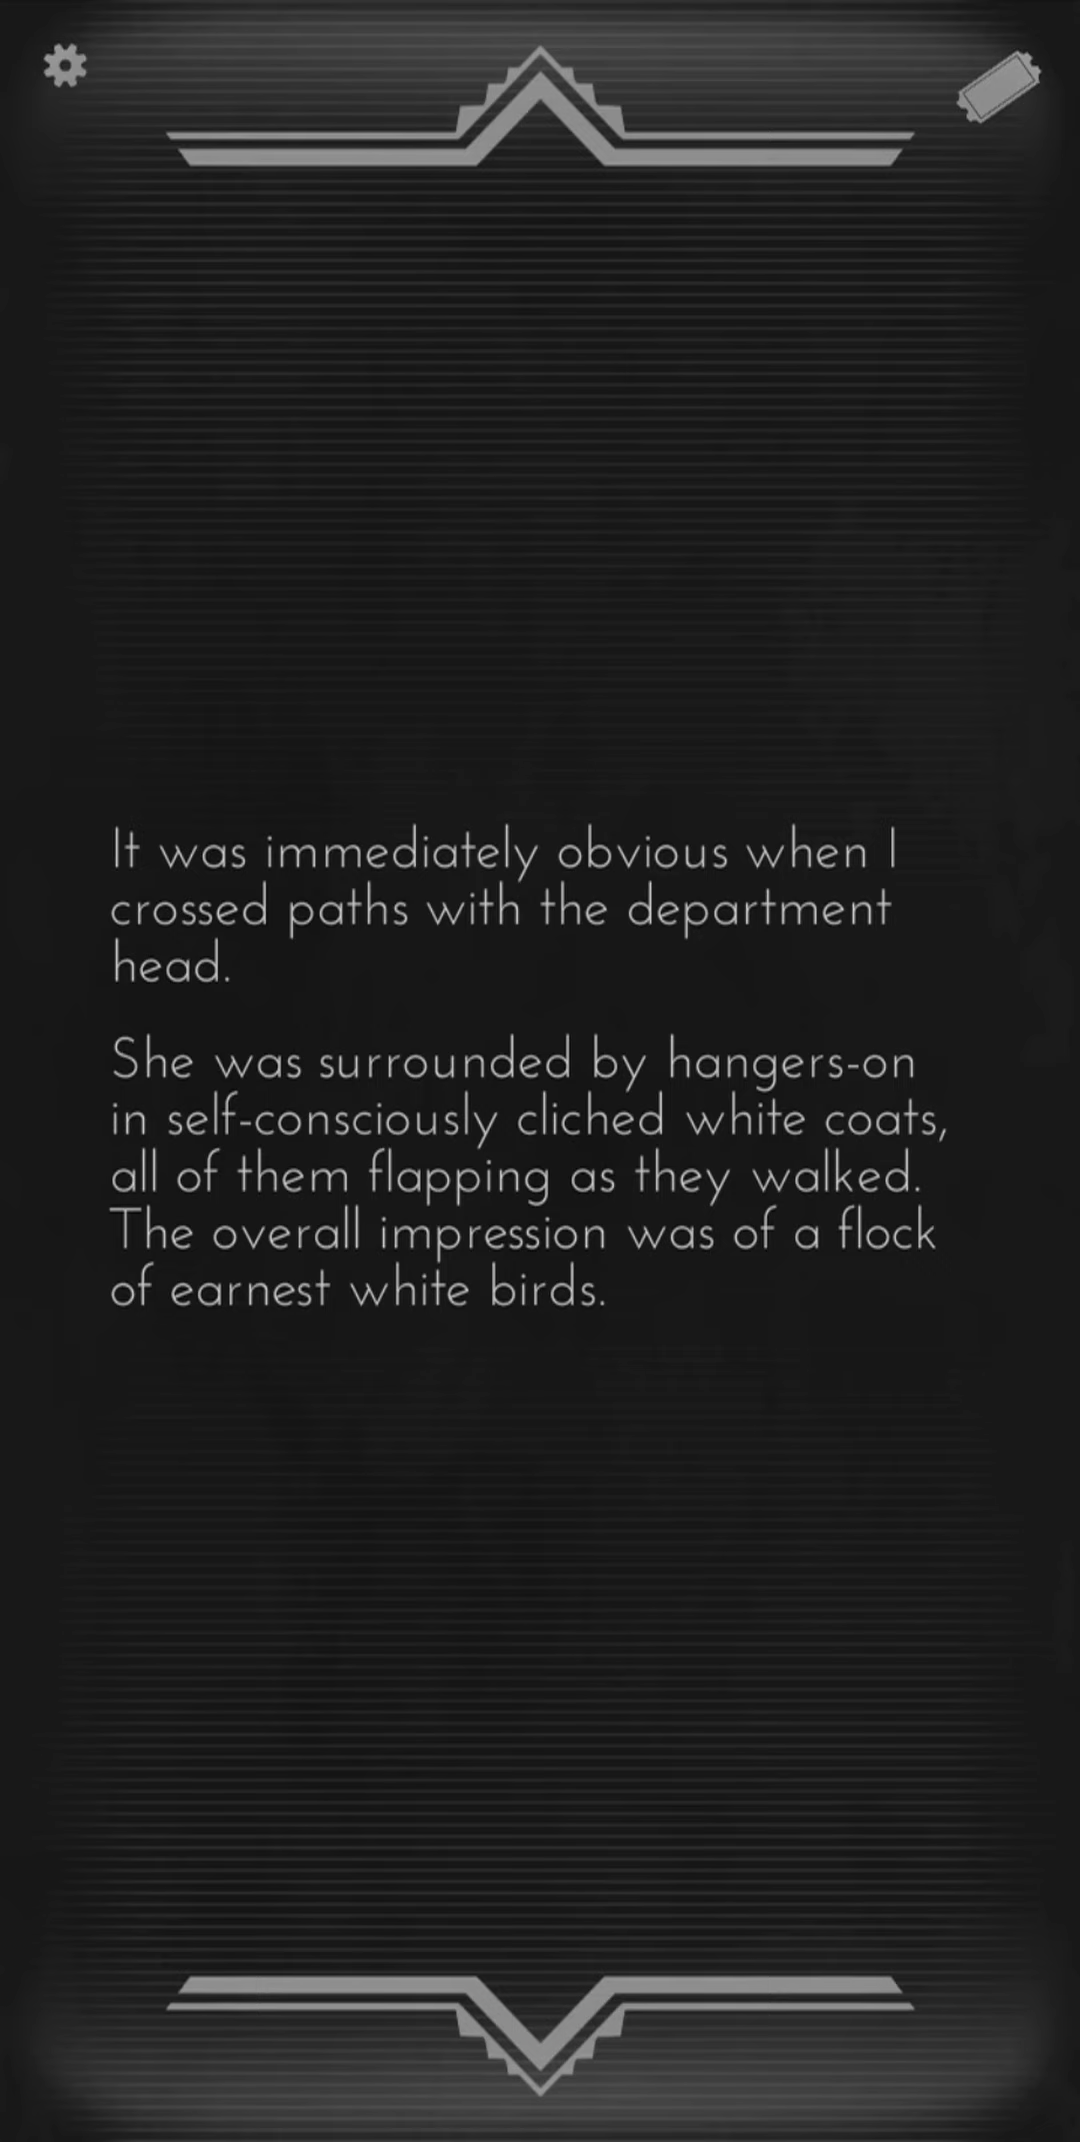 It was immediately obvious when I
crossed paths with the department
head.
She was surrounded by hangers-on
in self-consciously cliched white coats,
all of them flapping as they walked.
The overall impression was of a flock
of earnest white birds.